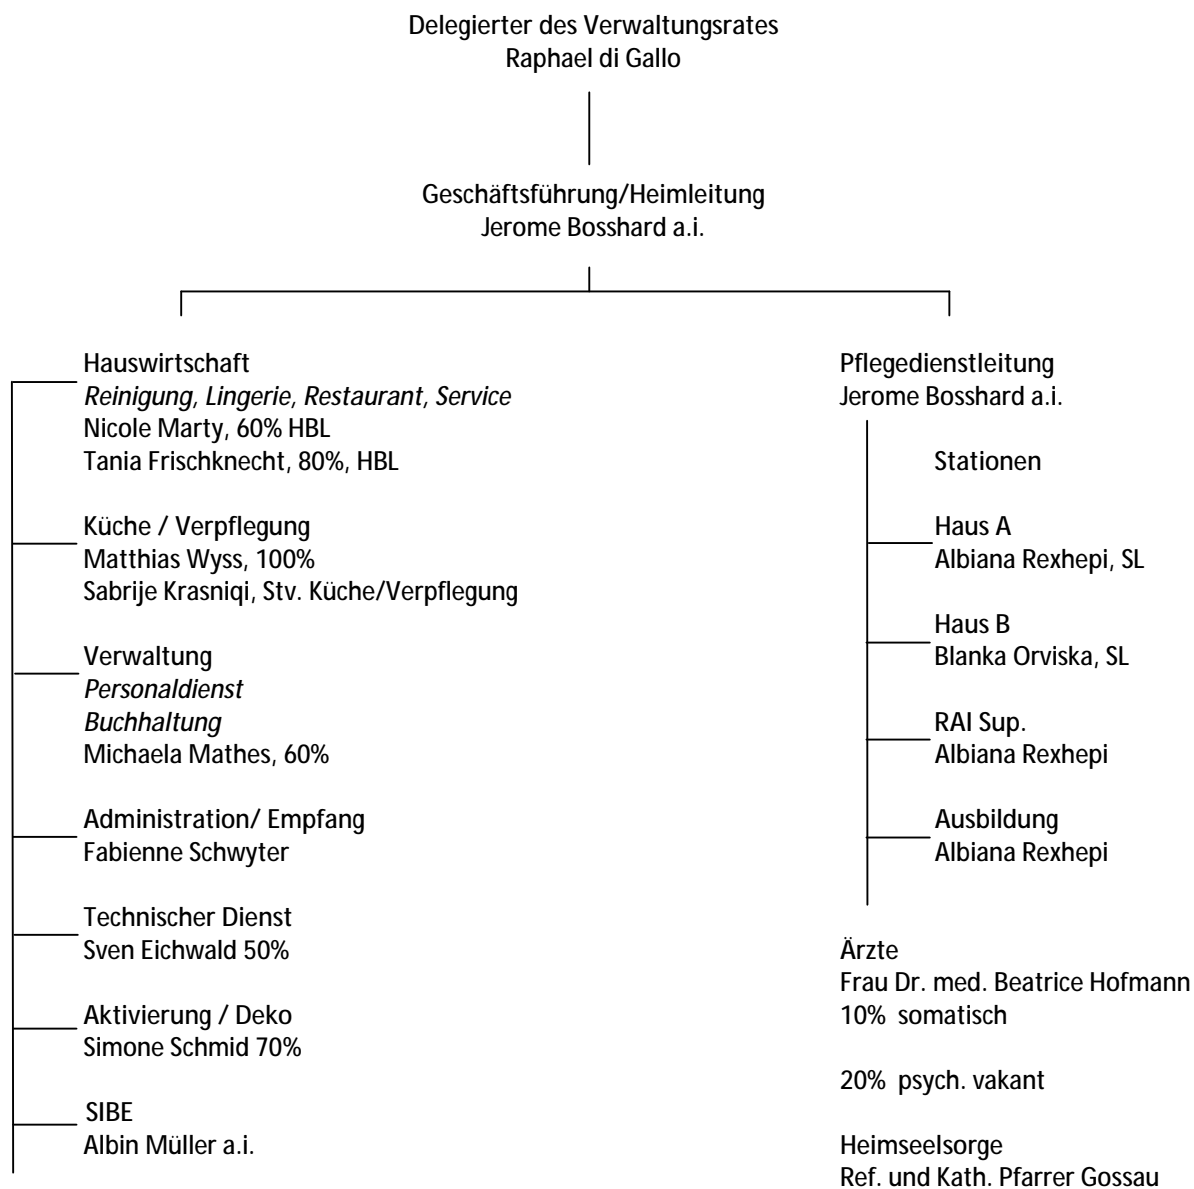 Delegierter des Verwaltungsrates
Raphael di Gallo
Geschäftsführung/Heimleitung
Jerome Bosshard a.i.
Hauswirtschaft
Reinigung, Lingerie, Restaurant, Service
Nicole Marty, 60% HBL
Tania Frischknecht, 80%, HBL
Küche / Verpflegung
Matthias Wyss, 100%
Sabrije Krasniqi, Stv. Küche/Verpflegung
Verwaltung
Personaldienst
Buchhaltung
Michaela Mathes, 60%
Administration/ Empfang
Fabienne Schwyter
Technischer Dienst
Sven Eichwald 50%
Aktivierung / Deko
Simone Schmid 70%
SIBE
Albin Müller a.i.
Pflegedienstleitung
Jerome Bosshard a.i.
Stationen
Haus A
Albiana Rexhepi, SL
Haus B
Blanka Orviska, SL
RAI Sup.
Albiana Rexhepi
Ausbildung
Albiana Rexhepi
Ärzte
Frau Dr. med. Beatrice Hofmann
10% somatisch
20% psych. vakant
Heimseelsorge
Ref. und Kath. Pfarrer Gossau